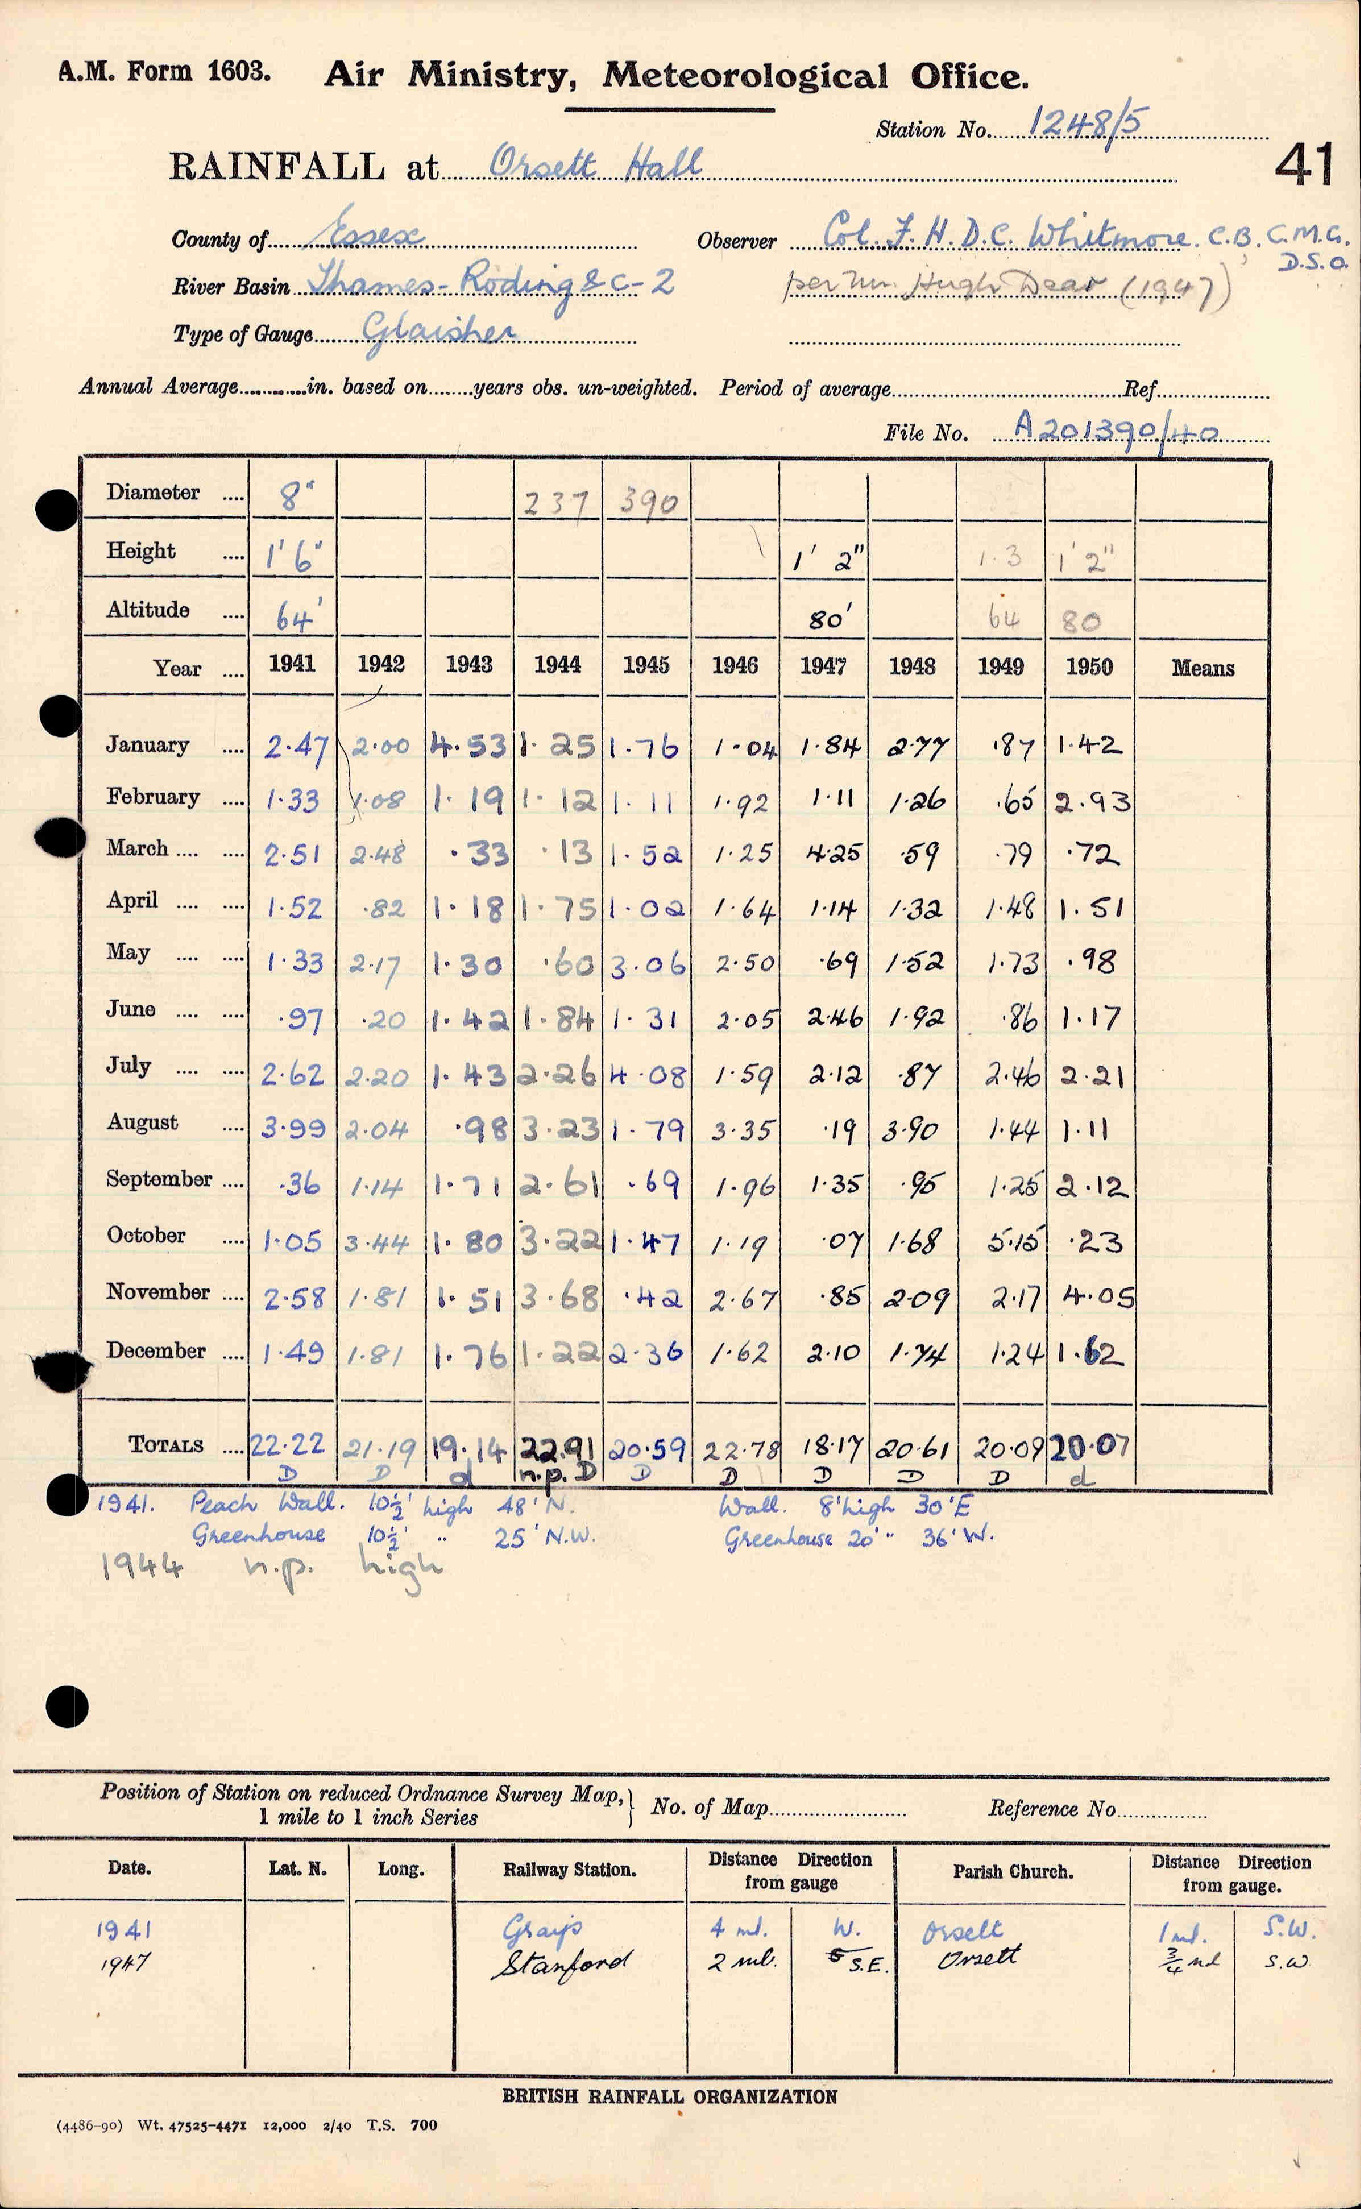 A.M. Form 1603. Air Ministry, Meteorological Office.
Station No. 1248/5
RAINFALL at Orsett Hall
41
County of Essex Observer Col. F. H. D. C. Whitmore. C.B. C.M.G. D.S.O.
River Basin Thames-Roding &c-2 per Mr. Hugh Dear (1947)
Type of Gauge Glaisher
Annual Average in. based on years obs. un-weighted. Period of average Ref
File No. A201390/40
Diameter 8" 237 390
Height 1' 6" 1' 2" 1.3 1' 2"
Altitude 64' 80' 64 80
Year 1941 1942 1943 1944 1945 1946 1947 1948 1949 1950 Means
January 2.47 2.00 4.53 1.25 1.76 1.04 1.84 2.77 .87 1.42
February 1.33 1.08 1.19 1.12 1.11 1.92 1.11 1.26 .65 2.93
March 2.51 2.48 .33 .13 1.52 1.25 4.25 .59 .79 .72
April 1.52 .82 1.18 1.75 1.02 1.64 1.14 1.32 1.48 1.51
May 1.33 2.17 1.30 .60 3.06 2.50 .69 1.52 1.73 .98
June .97 .20 1.42 1.84 1.31 2.05 2.46 1.92 .86 1.17
July 2.62 2.20 1.43 2.26 4.08 1.59 2.12 .87 2.46 2.21
August 3.99 2.04 .98 3.23 1.79 3.35 .19 3.90 1.44 1.11
September .36 1.14 1.71 2.61 .69 1.96 1.35 .95 1.25 2.12
October 1.05 3.44 1.80 3.22 1.47 1.19 .07 1.68 5.15 .23
November 2.58 1.81 1.51 3.68 .42 2.67 .85 2.09 2.17 4.05
December 1.49 1.81 1.76 1.22 2.36 1.62 2.10 1.74 1.24 1.62
TOTALS 22.22 21.19 19.14 22.91 20.59 22.78 18.17 20.61 20.09 20.07
D D d n.p. D D D D D D d
1941. Peach Wall. 10½' high 48' N. Wall. 8' high 30' E
Greenhouse 10½' " 25' N.W. Greenhouse 20' " 36' W.
1944 n.p. high
Position of Station on reduced Ordnance Survey Map, 1 mile to 1 inch Series } No. of Map Reference No
Date. Lat. N. Long. Railway Station. Distance Direction from gauge Parish Church. Distance Direction from gauge.
1941 Grays 4 ml. W. Orsett 1 ml. S.W.
1947 Stanford 2 ml. S.E. Orsett ¾ ml S.W
BRITISH RAINFALL ORGANIZATION
(4486-90) Wt. 47525-4471 12,000 2/40 T.S. 700